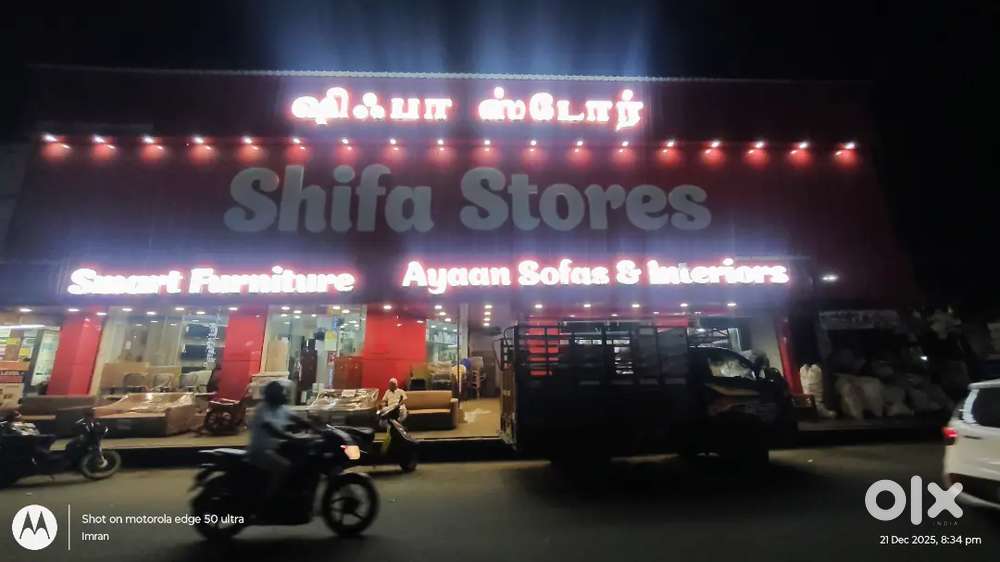 ஷிஃபா ஸ்டோர்
Shifa Stores
Smart Furniture
Ayaan Sofas & Interiors
Shot on motorola edge 50 ultra
Imran
olx
INDIA
21 Dec 2025, 8:34 pm